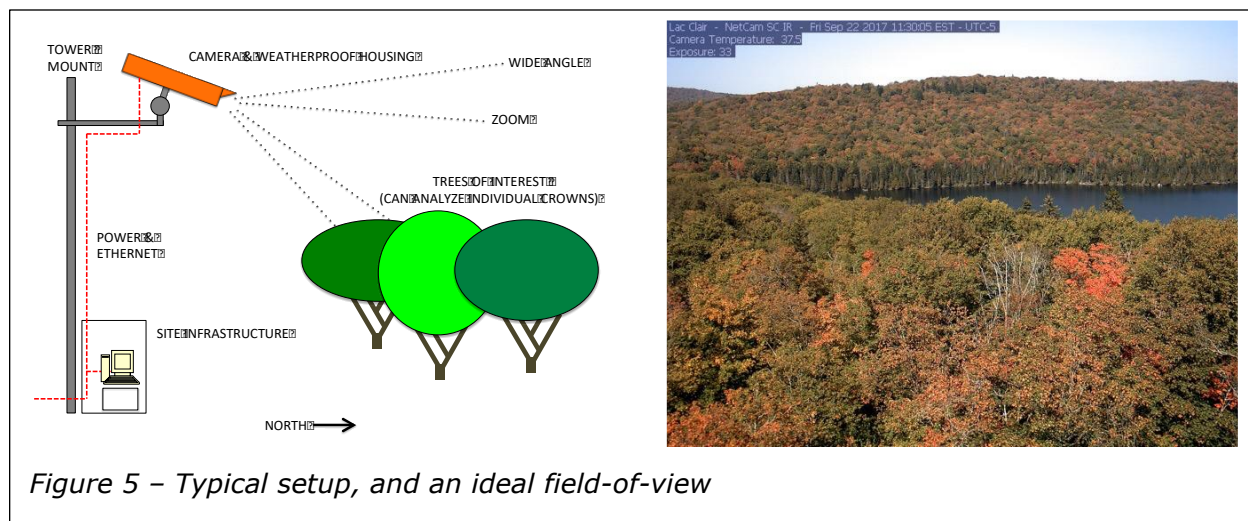 TOWER
MOUNT
CAMERA & WEATHERPROOF HOUSING
WIDE ANGLE
ZOOM
TREES OF INTEREST
(CAN ANALYZE INDIVIDUAL CROWNS)
POWER &
ETHERNET
SITE INFRASTRUCTURE
NORTH
Lac Clair - NetCam SC IR - Fri Sep 22 2017 11:30:05 EST - UTC-5
Camera Temperature: 37.5
Exposure: 33
Figure 5 – Typical setup, and an ideal field-of-view